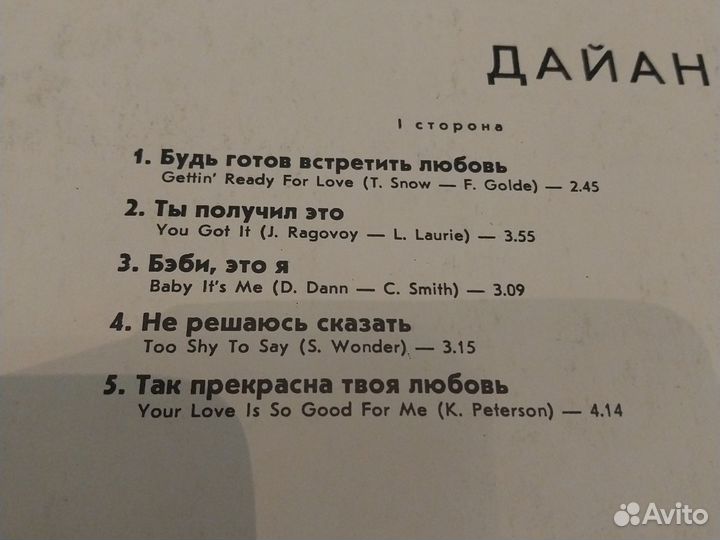 ДАЙАН
I сторона
1. Будь готов встретить любовь
Gettin' Ready For Love (T. Snow — F. Golde) — 2.45
2. Ты получил это
You Got It (J. Ragovoy — L. Laurie) — 3.55
3. Бэби, это я
Baby It's Me (D. Dann — C. Smith) — 3.09
4. Не решаюсь сказать
Too Shy To Say (S. Wonder) — 3.15
5. Так прекрасна твоя любовь
Your Love Is So Good For Me (K. Peterson) — 4.14
Avito